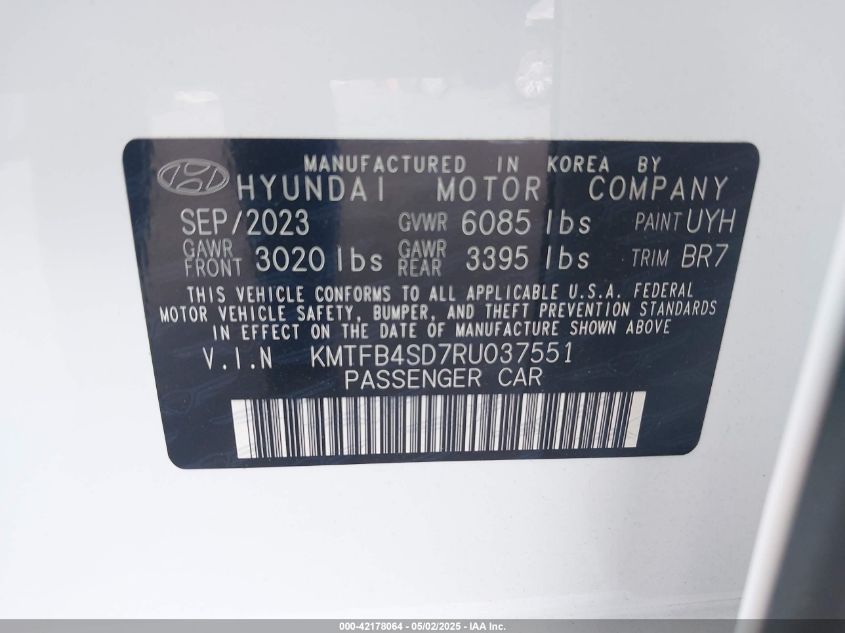 MANUFACTURED IN KOREA BY
HYUNDAI MOTOR COMPANY
SEP/2023 GVWR 6085 lbs PAINT UYH
GAWR FRONT 3020 lbs GAWR REAR 3395 lbs TRIM BR7
THIS VEHICLE CONFORMS TO ALL APPLICABLE U.S.A. FEDERAL
MOTOR VEHICLE SAFETY, BUMPER, AND THEFT PREVENTION STANDARDS
IN EFFECT ON THE DATE OF MANUFACTURE SHOWN ABOVE
V.I.N KMTFB4SD7RU037551
PASSENGER CAR
000-42178064 - 05/02/2025 - IAA Inc.